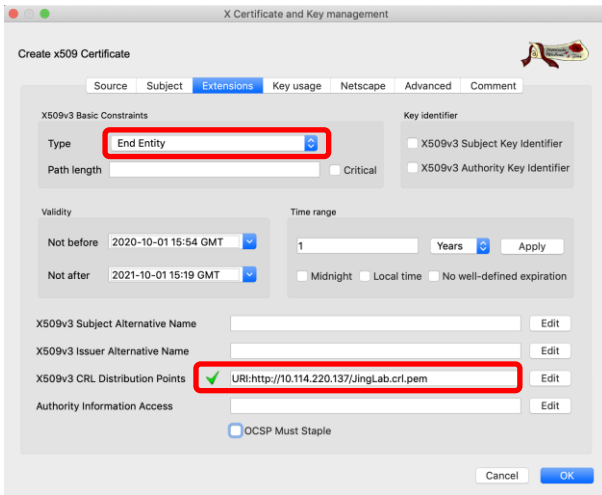 X Certificate and Key management
Create x509 Certificate
Source Subject Extensions Key usage Netscape Advanced Comment
X509v3 Basic Constraints
Key identifier
Type End Entity
X509v3 Subject Key Identifier
Path length Critical
X509v3 Authority Key Identifier
Validity
Time range
Not before 2020-10-01 15:54 GMT
1 Years Apply
Not after 2021-10-01 15:19 GMT
Midnight Local time No well-defined expiration
X509v3 Subject Alternative Name Edit
X509v3 Issuer Alternative Name Edit
X509v3 CRL Distribution Points URI:http://10.114.220.137/JingLab.crl.pem Edit
Authority Information Access Edit
OCSP Must Staple
Cancel OK